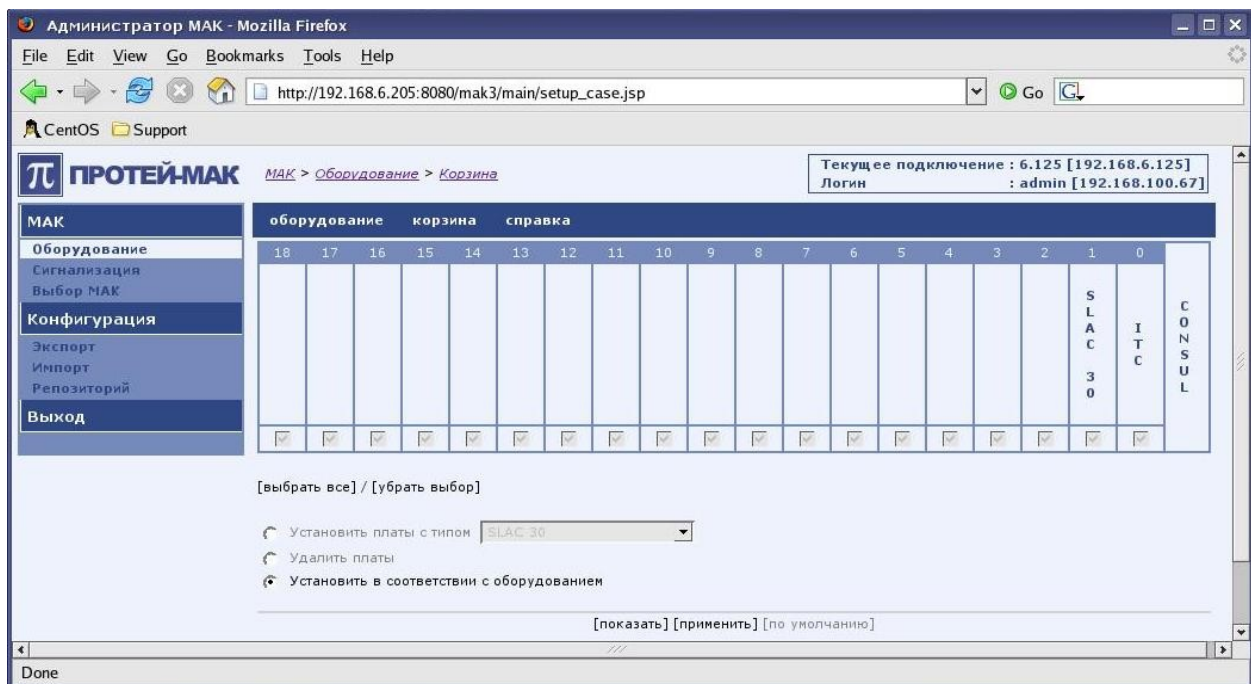 Администратор МАК - Mozilla Firefox
File Edit View Go Bookmarks Tools Help
http://192.168.6.205:8080/mak3/main/setup_case.jsp Go G
CentOS Support
π ПРОТЕЙ-МАК МАК > Оборудование > Корзина
Текущее подключение : 6.125 [192.168.6.125]
Логин : admin [192.168.100.67]
МАК
Оборудование
Сигнализация
Выбор МАК
Конфигурация
Экспорт
Импорт
Репозиторий
Выход
оборудование корзина справка
18 17 16 15 14 13 12 11 10 9 8 7 6 5 4 3 2 1 0
SLAC 30
ITC
CONSUL
[выбрать все] / [убрать выбор]
Установить платы с типом SLAC 30
Удалить платы
Установить в соответствии с оборудованием
[показать] [применить] [по умолчанию]
Done